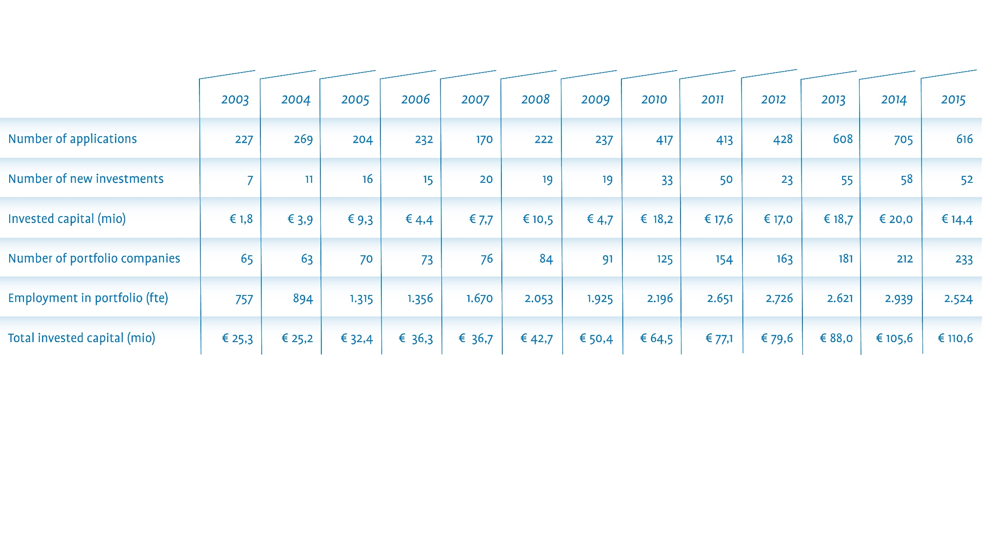 2003 2004 2005 2006 2007 2008 2009 2010 2011 2012 2013 2014 2015
Number of applications 227 269 204 232 170 222 237 417 413 428 608 705 616
Number of new investments 7 11 16 15 20 19 19 33 50 23 55 58 52
Invested capital (mio) € 1,8 € 3,9 € 9,3 € 4,4 € 7,7 € 10,5 € 4,7 € 18,2 € 17,6 € 17,0 € 18,7 € 20,0 € 14,4
Number of portfolio companies 65 63 70 73 76 84 91 125 154 163 181 212 233
Employment in portfolio (fte) 757 894 1.315 1.356 1.670 2.053 1.925 2.196 2.651 2.726 2.621 2.939 2.524
Total invested capital (mio) € 25,3 € 25,2 € 32,4 € 36,3 € 36,7 € 42,7 € 50,4 € 64,5 € 77,1 € 79,6 € 88,0 € 105,6 € 110,6